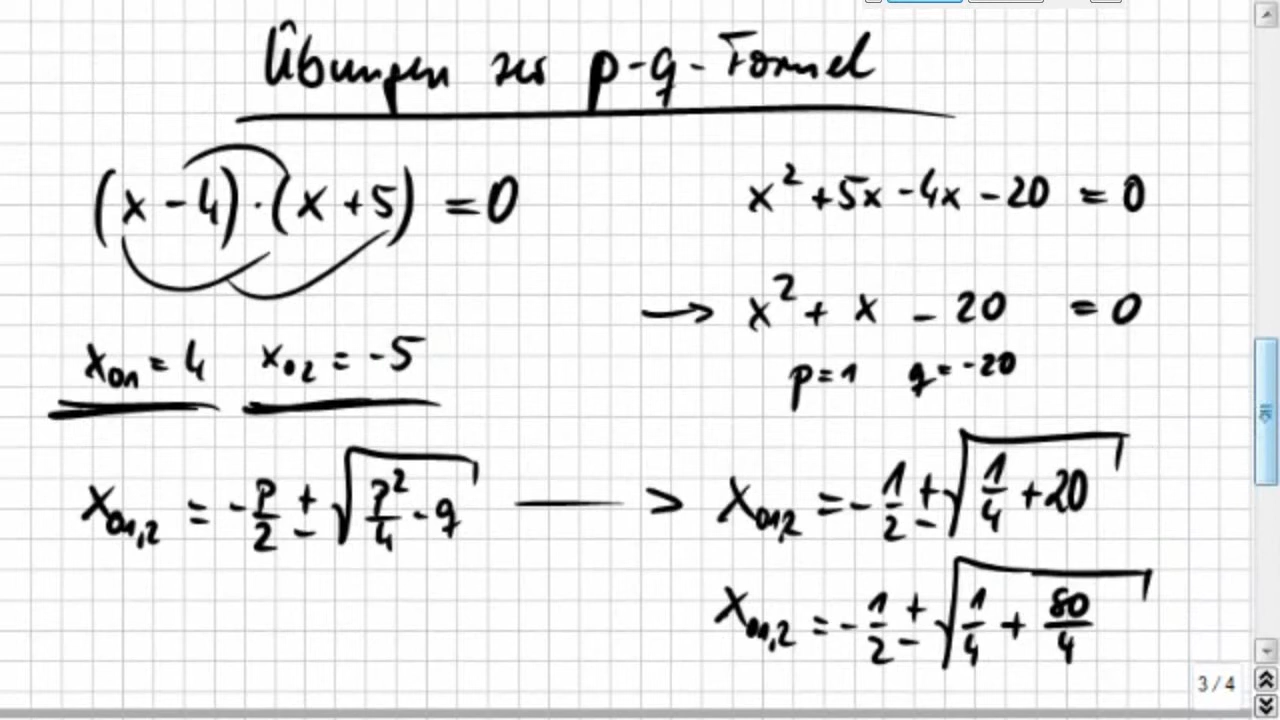 Übungen zur p-q-Formel
(x - 4) · (x + 5) = 0
x² + 5x - 4x - 20 = 0
→ x² + x - 20 = 0
p = 1 q = -20
x₀₁ = 4 x₀₂ = -5
x₀₁,₂ = -p/2 ± √(p²/4 - q) ⟶ x₀₁,₂ = -1/2 ± √(1/4 + 20)
x₀₁,₂ = -1/2 ± √(1/4 + 80/4)
3 / 4